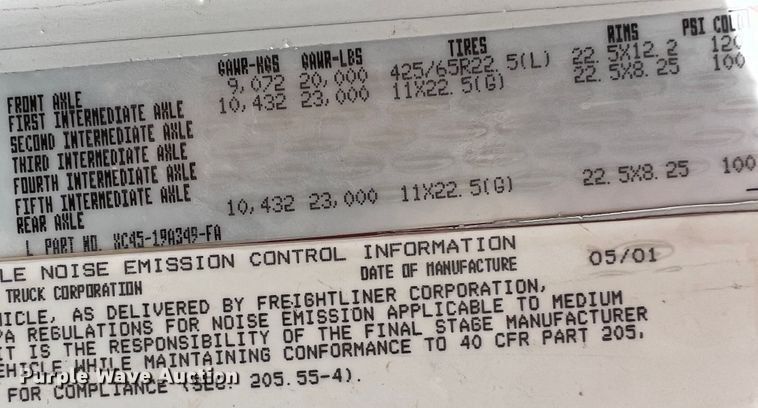 GAWR-KGS GAWR-LBS TIRES RIMS PSI COLD
FRONT AXLE 9,072 20,000 425/65R22.5(L) 22.5X12.2 120
FIRST INTERMEDIATE AXLE 10,432 23,000 11X22.5(G) 22.5X8.25 100
SECOND INTERMEDIATE AXLE
THIRD INTERMEDIATE AXLE
FOURTH INTERMEDIATE AXLE
FIFTH INTERMEDIATE AXLE
REAR AXLE 10,432 23,000 11X22.5(G) 22.5X8.25 100
L PART NO. XC45-19A349-FA
LE NOISE EMISSION CONTROL INFORMATION
TRUCK CORPORATION DATE OF MANUFACTURE 05/01
HICLE, AS DELIVERED BY FREIGHTLINER CORPORATION,
PA REGULATIONS FOR NOISE EMISSION APPLICABLE TO MEDIUM
IT IS THE RESPONSIBILITY OF THE FINAL STAGE MANUFACTURER
EHICLE WHILE MAINTAINING CONFORMANCE TO 40 CFR PART 205,
FOR COMPLIANCE (SEC. 205.55-4).
Purple Wave Auction